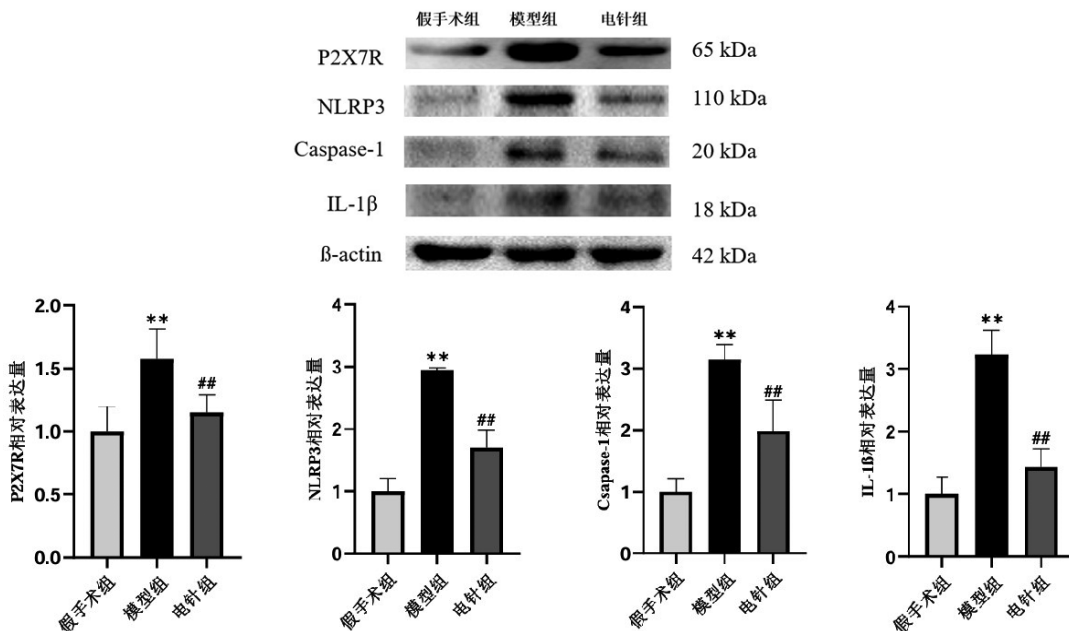 假手术组 模型组 电针组
P2X7R 65 kDa
NLRP3 110 kDa
Caspase-1 20 kDa
IL-1β 18 kDa
ß-actin 42 kDa
P2X7R相对表达量
2.0
1.5
1.0
0.5
0.0
**
##
假手术组 模型组 电针组
NLRP3相对表达量
4
3
2
1
0
**
##
假手术组 模型组 电针组
Csapase-1相对表达量
4
3
2
1
0
**
##
假手术组 模型组 电针组
IL-1ß相对表达量
4
3
2
1
0
**
##
假手术组 模型组 电针组